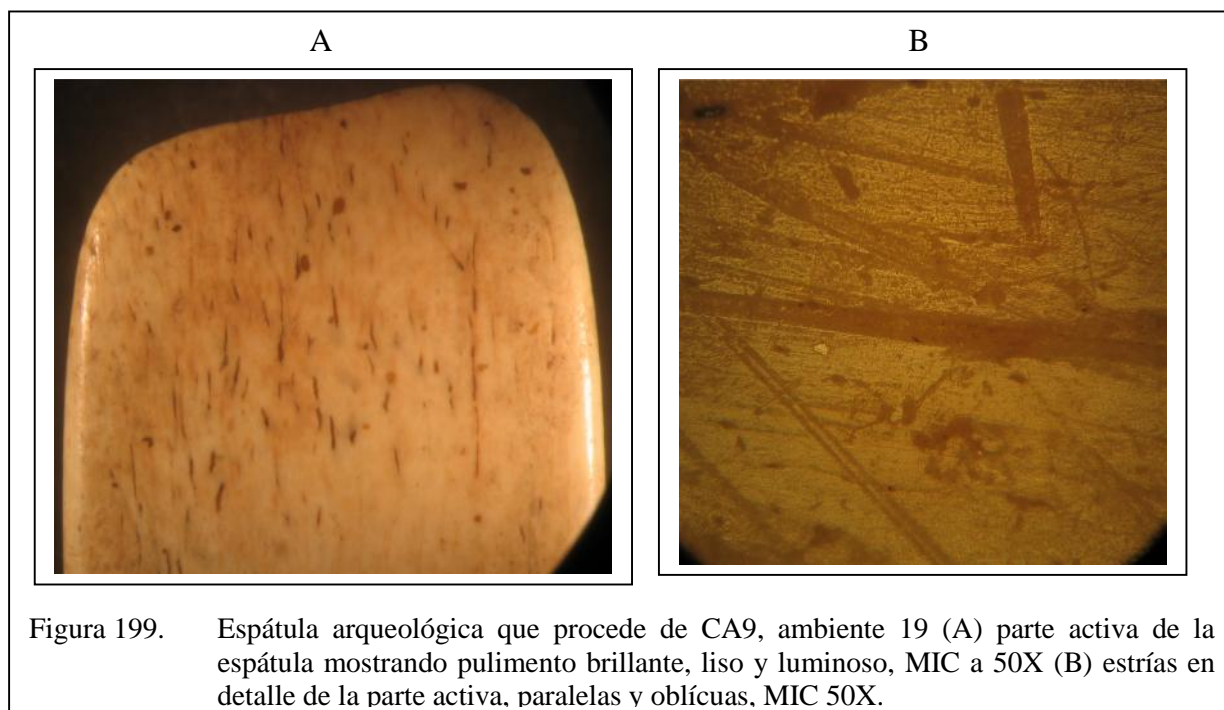 A
B
Figura 199. Espátula arqueológica que procede de CA9, ambiente 19 (A) parte activa de la
espátula mostrando pulimento brillante, liso y luminoso, MIC a 50X (B) estrías en
detalle de la parte activa, paralelas y oblícuas, MIC 50X.